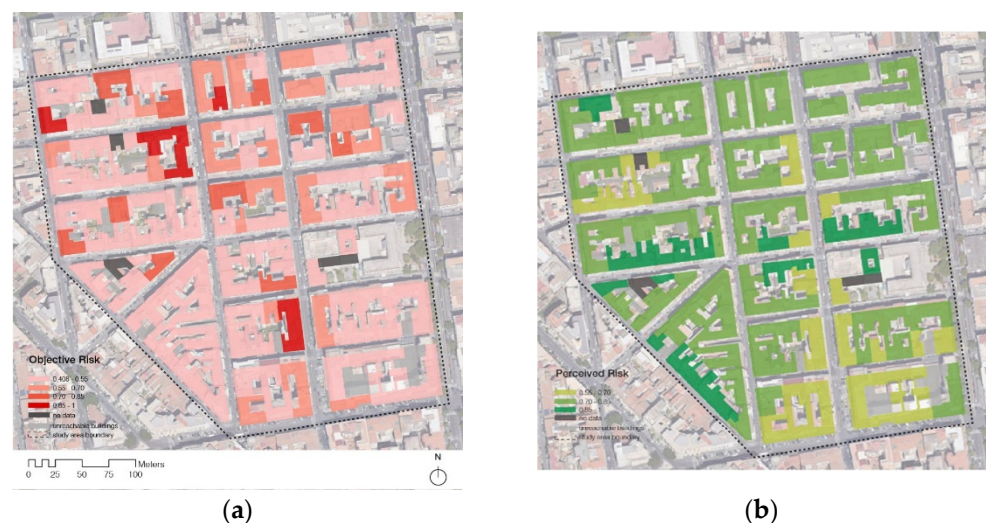 Objective Risk
0.408 - 0.55
0.55 - 0.70
0.70 - 0.85
0.85 - 1
no data
unreachable buildings
study area boundary
0 25 50 75 100 Meters
N
(a)
Perceived Risk
0.55 - 0.70
0.70 - 0.85
0.85
no data
unreachable buildings
study area boundary
(b)